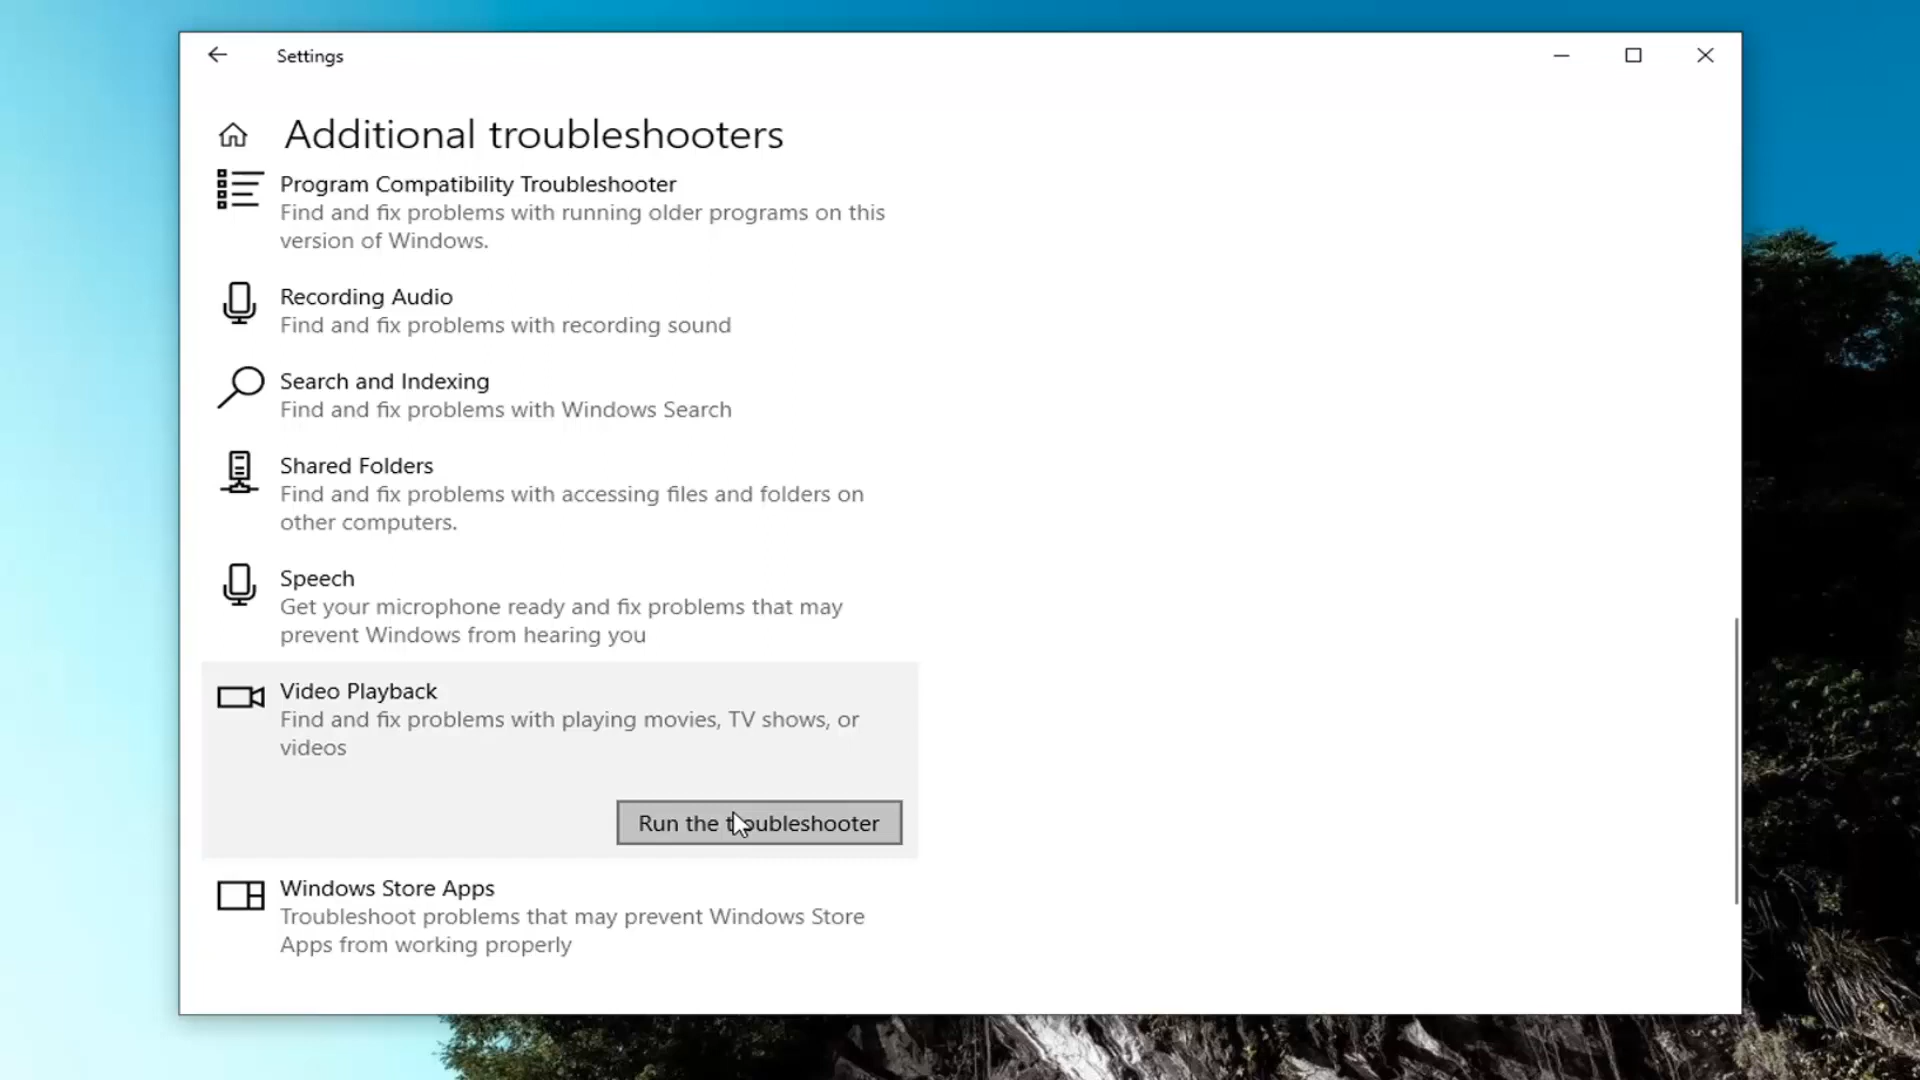 Settings
Additional troubleshooters
Program Compatibility Troubleshooter
Find and fix problems with running older programs on this
version of Windows.
Recording Audio
Find and fix problems with recording sound
Search and Indexing
Find and fix problems with Windows Search
Shared Folders
Find and fix problems with accessing files and folders on
other computers.
Speech
Get your microphone ready and fix problems that may
prevent Windows from hearing you
Video Playback
Find and fix problems with playing movies, TV shows, or
videos
Run the troubleshooter
Windows Store Apps
Troubleshoot problems that may prevent Windows Store
Apps from working properly